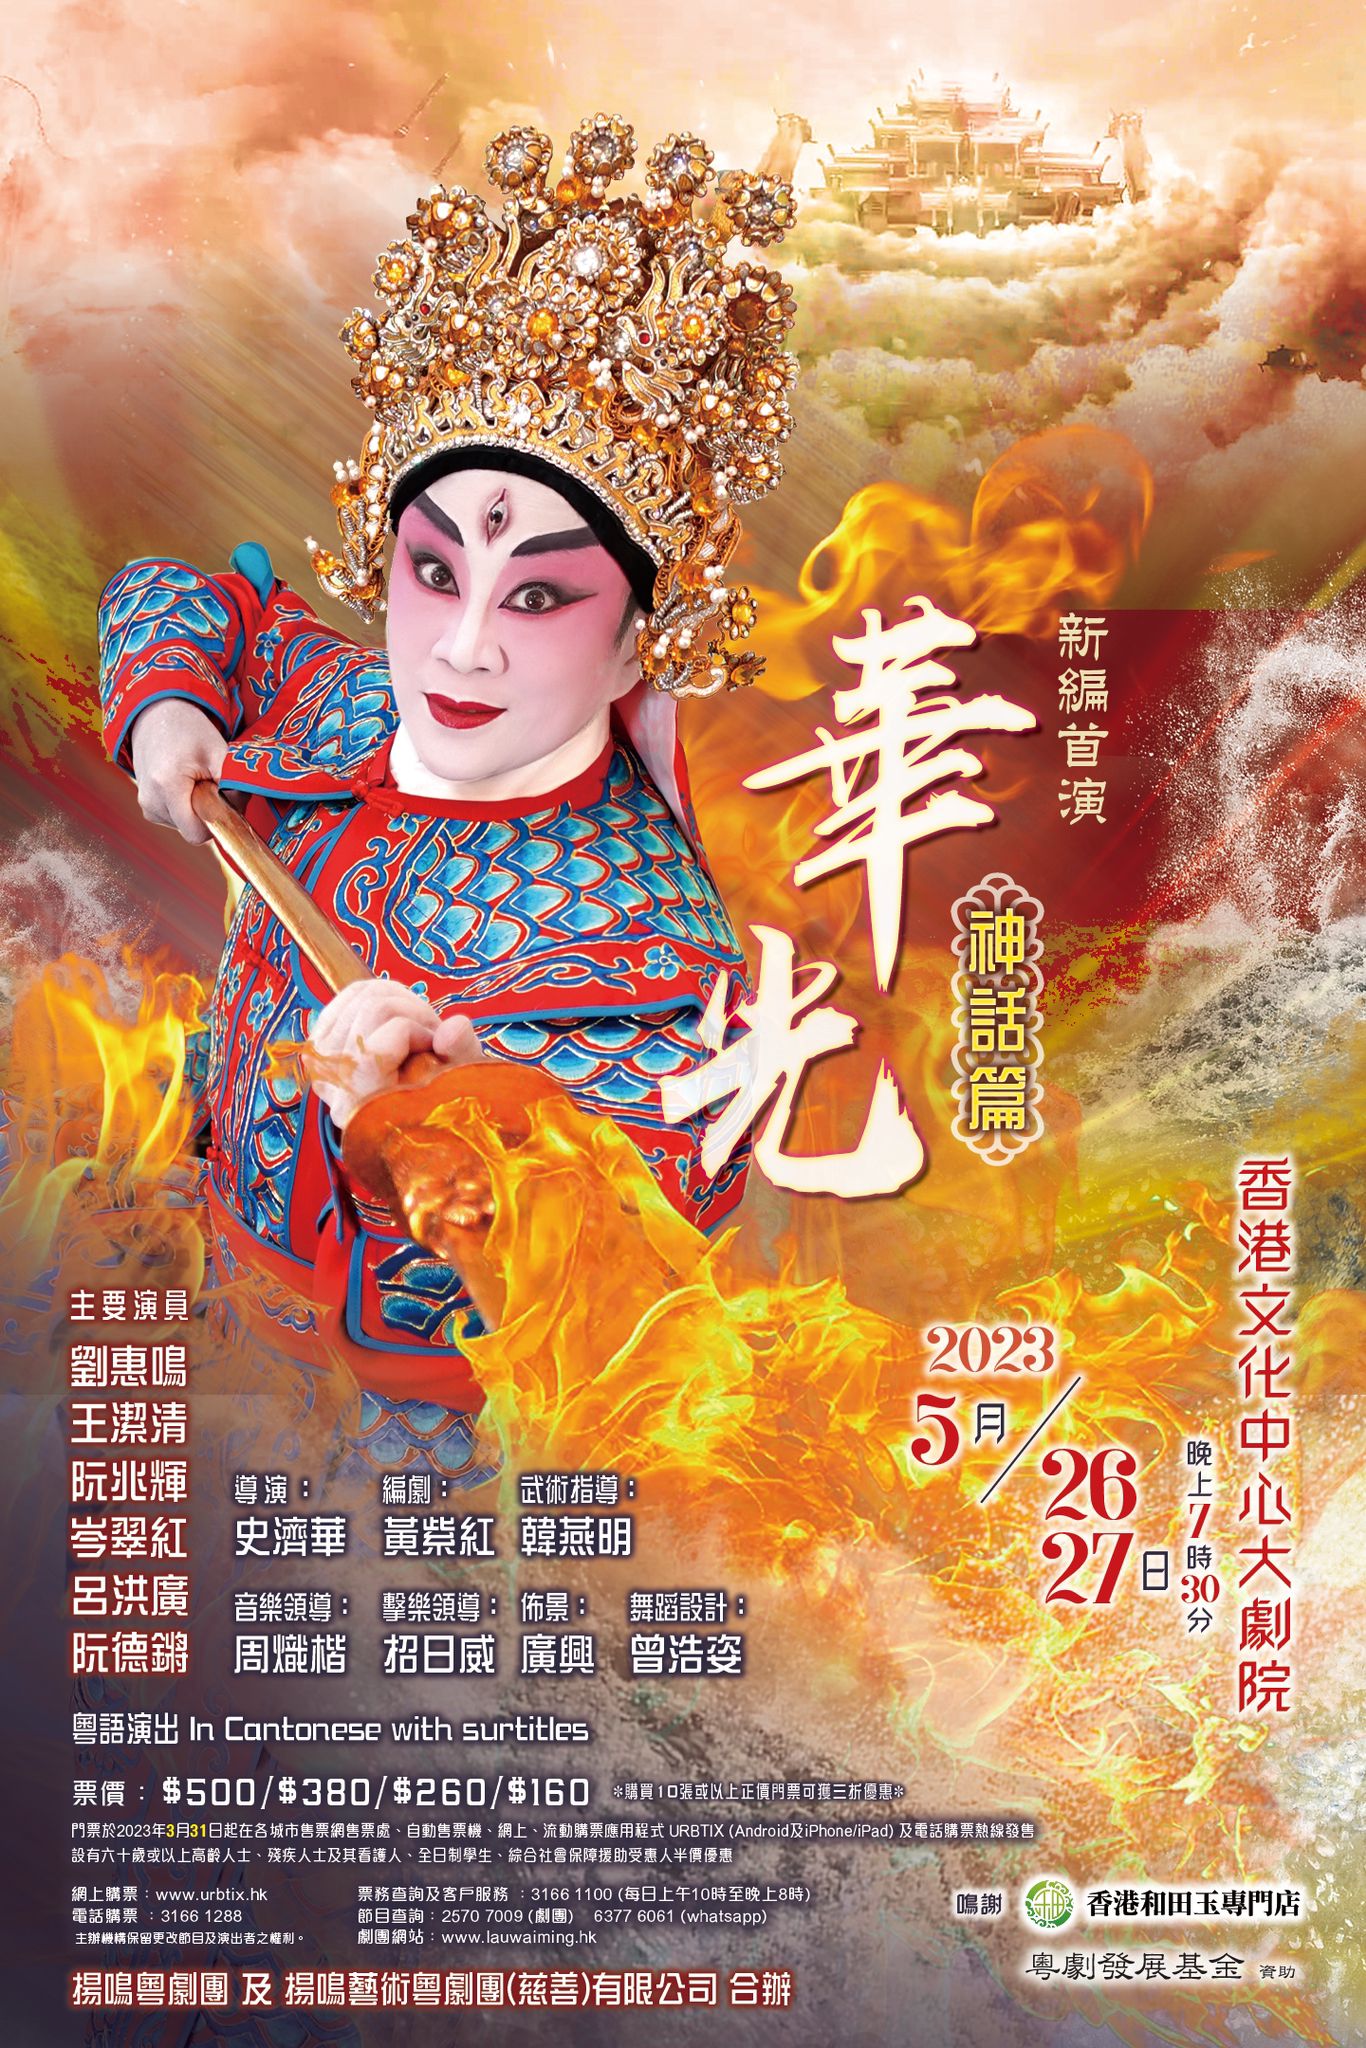 新編首演
華光
神話篇
香港文化中心大劇院
2023
5月/26
27日
晚上7時30分
主要演員
劉惠鳴
王潔清
阮兆輝
岑翠紅
呂洪廣
阮德鏘
導演： 編劇： 武術指導：
史濟華 黃紫紅 韓燕明
音樂領導： 擊樂領導： 佈景： 舞蹈設計：
周熾楷 招日威 廣興 曾浩姿
粵語演出 In Cantonese with surtitles
票價： $500/$380/$260/$160 *購買10張或以上正價門票可獲三折優惠*
門票於2023年3月31日起在各城市售票網售票處、自動售票機、網上、流動購票應用程式 URBTIX (Android及iPhone/iPad) 及電話購票熱線發售
設有六十歲或以上高齡人士、殘疾人士及其看護人、全日制學生、綜合社會保障援助受惠人半價優惠
網上購票：www.urbtix.hk
電話購票 ：3166 1288
主辦機構保留更改節目及演出者之權利。
票務查詢及客戶服務 ：3166 1100 (每日上午10時至晚上8時)
節目查詢：2570 7009 (劇團) 6377 6061 (whatsapp)
劇團網站：www.lauwaiming.hk
揚鳴粵劇團 及 揚鳴藝術粵劇團(慈善)有限公司 合辦
鳴謝 香港和田玉專門店
粵劇發展基金 資助